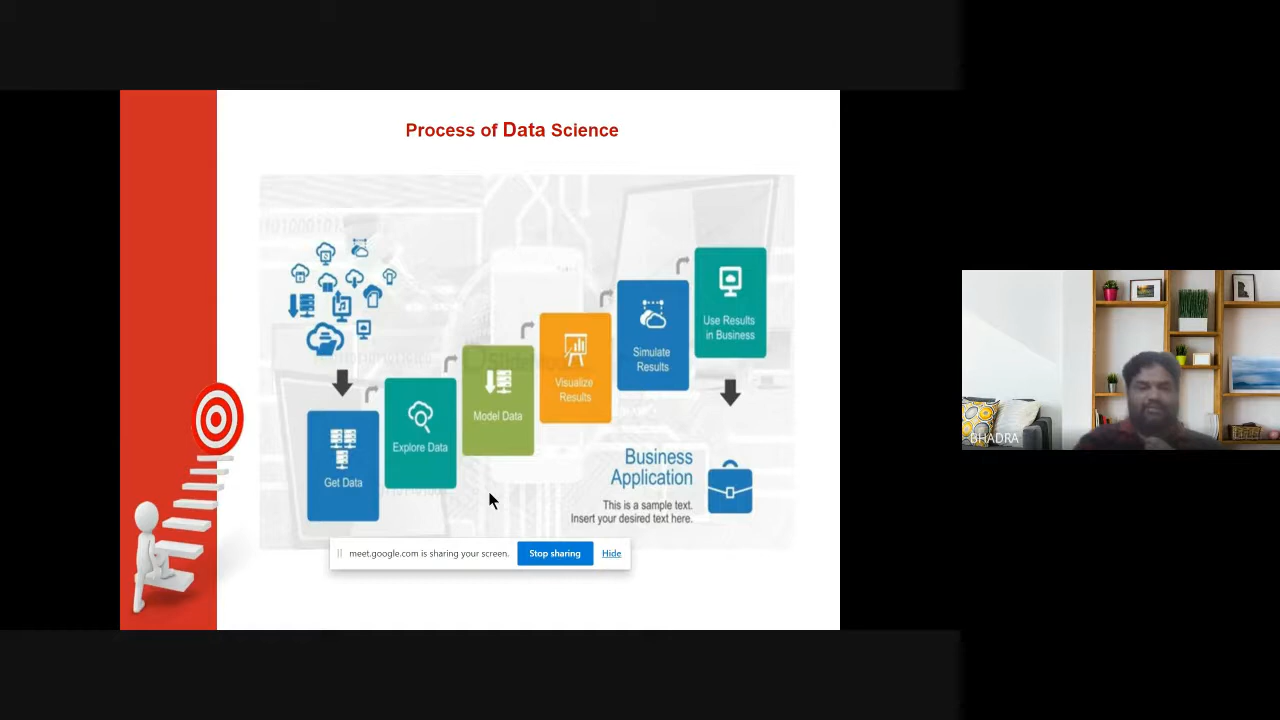 Process of Data Science
Get Data
Explore Data
Model Data
Visualize
Results
Simulate
Results
Use Results
in Business
Business
Application
This is a sample text.
Insert your desired text here.
meet.google.com is sharing your screen.
Stop sharing
Hide
BHADRA